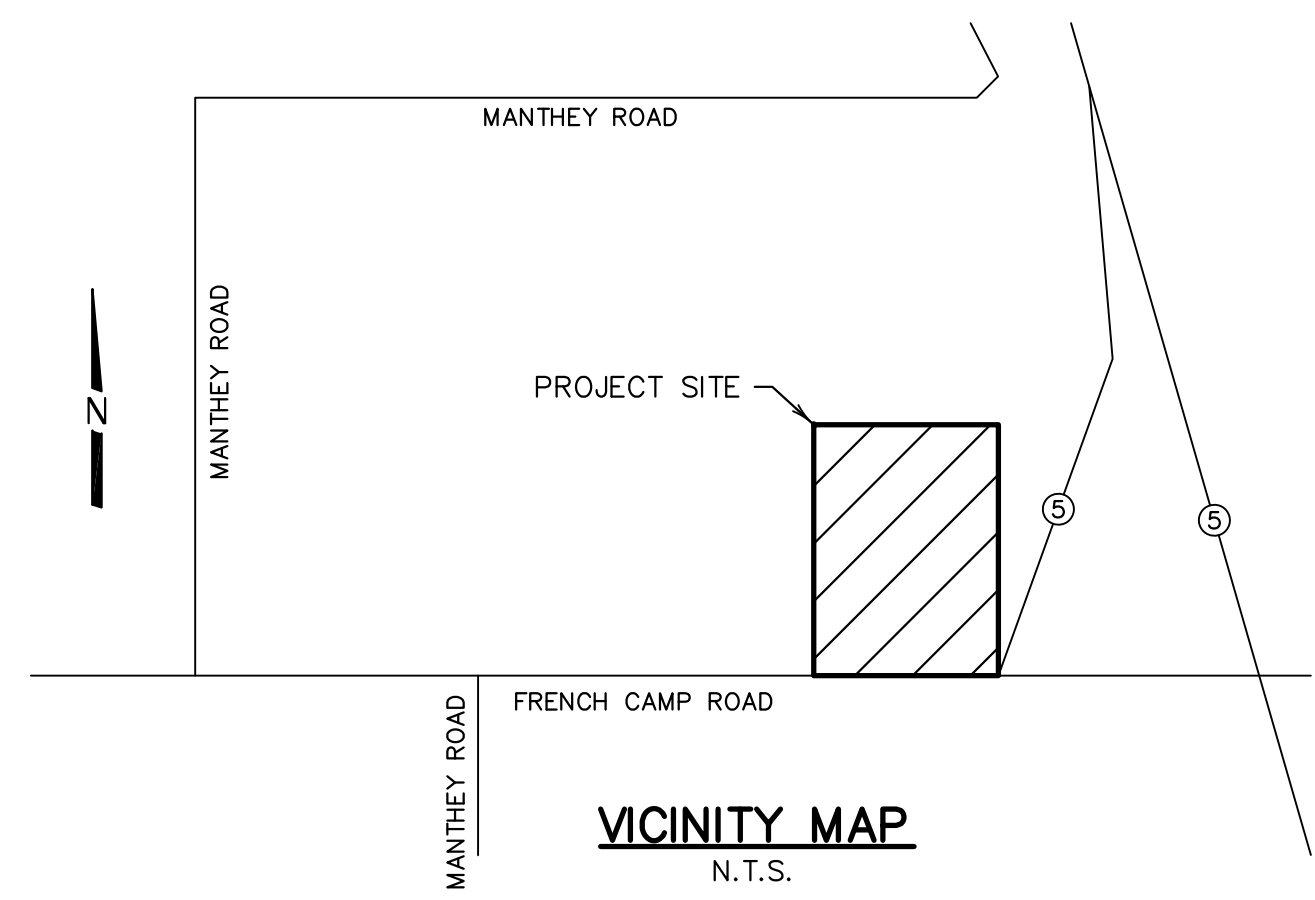 MANTHEY ROAD
MANTHEY ROAD
N
PROJECT SITE
5
5
FRENCH CAMP ROAD
MANTHEY ROAD
VICINITY MAP
N.T.S.